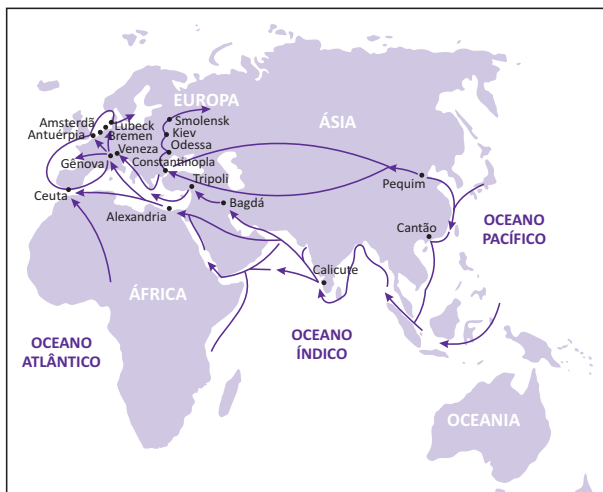 EUROPA
ÁSIA
Amsterdã
Antuérpia
Lubeck
Bremen
Smolensk
Kiev
Odessa
Veneza
Gênova
Constantinopla
Ceuta
Trípoli
Alexandria
Bagdá
Pequim
Cantão
OCEANO
PACÍFICO
Calicute
ÁFRICA
OCEANO
ATLÂNTICO
OCEANO
ÍNDICO
OCEANIA